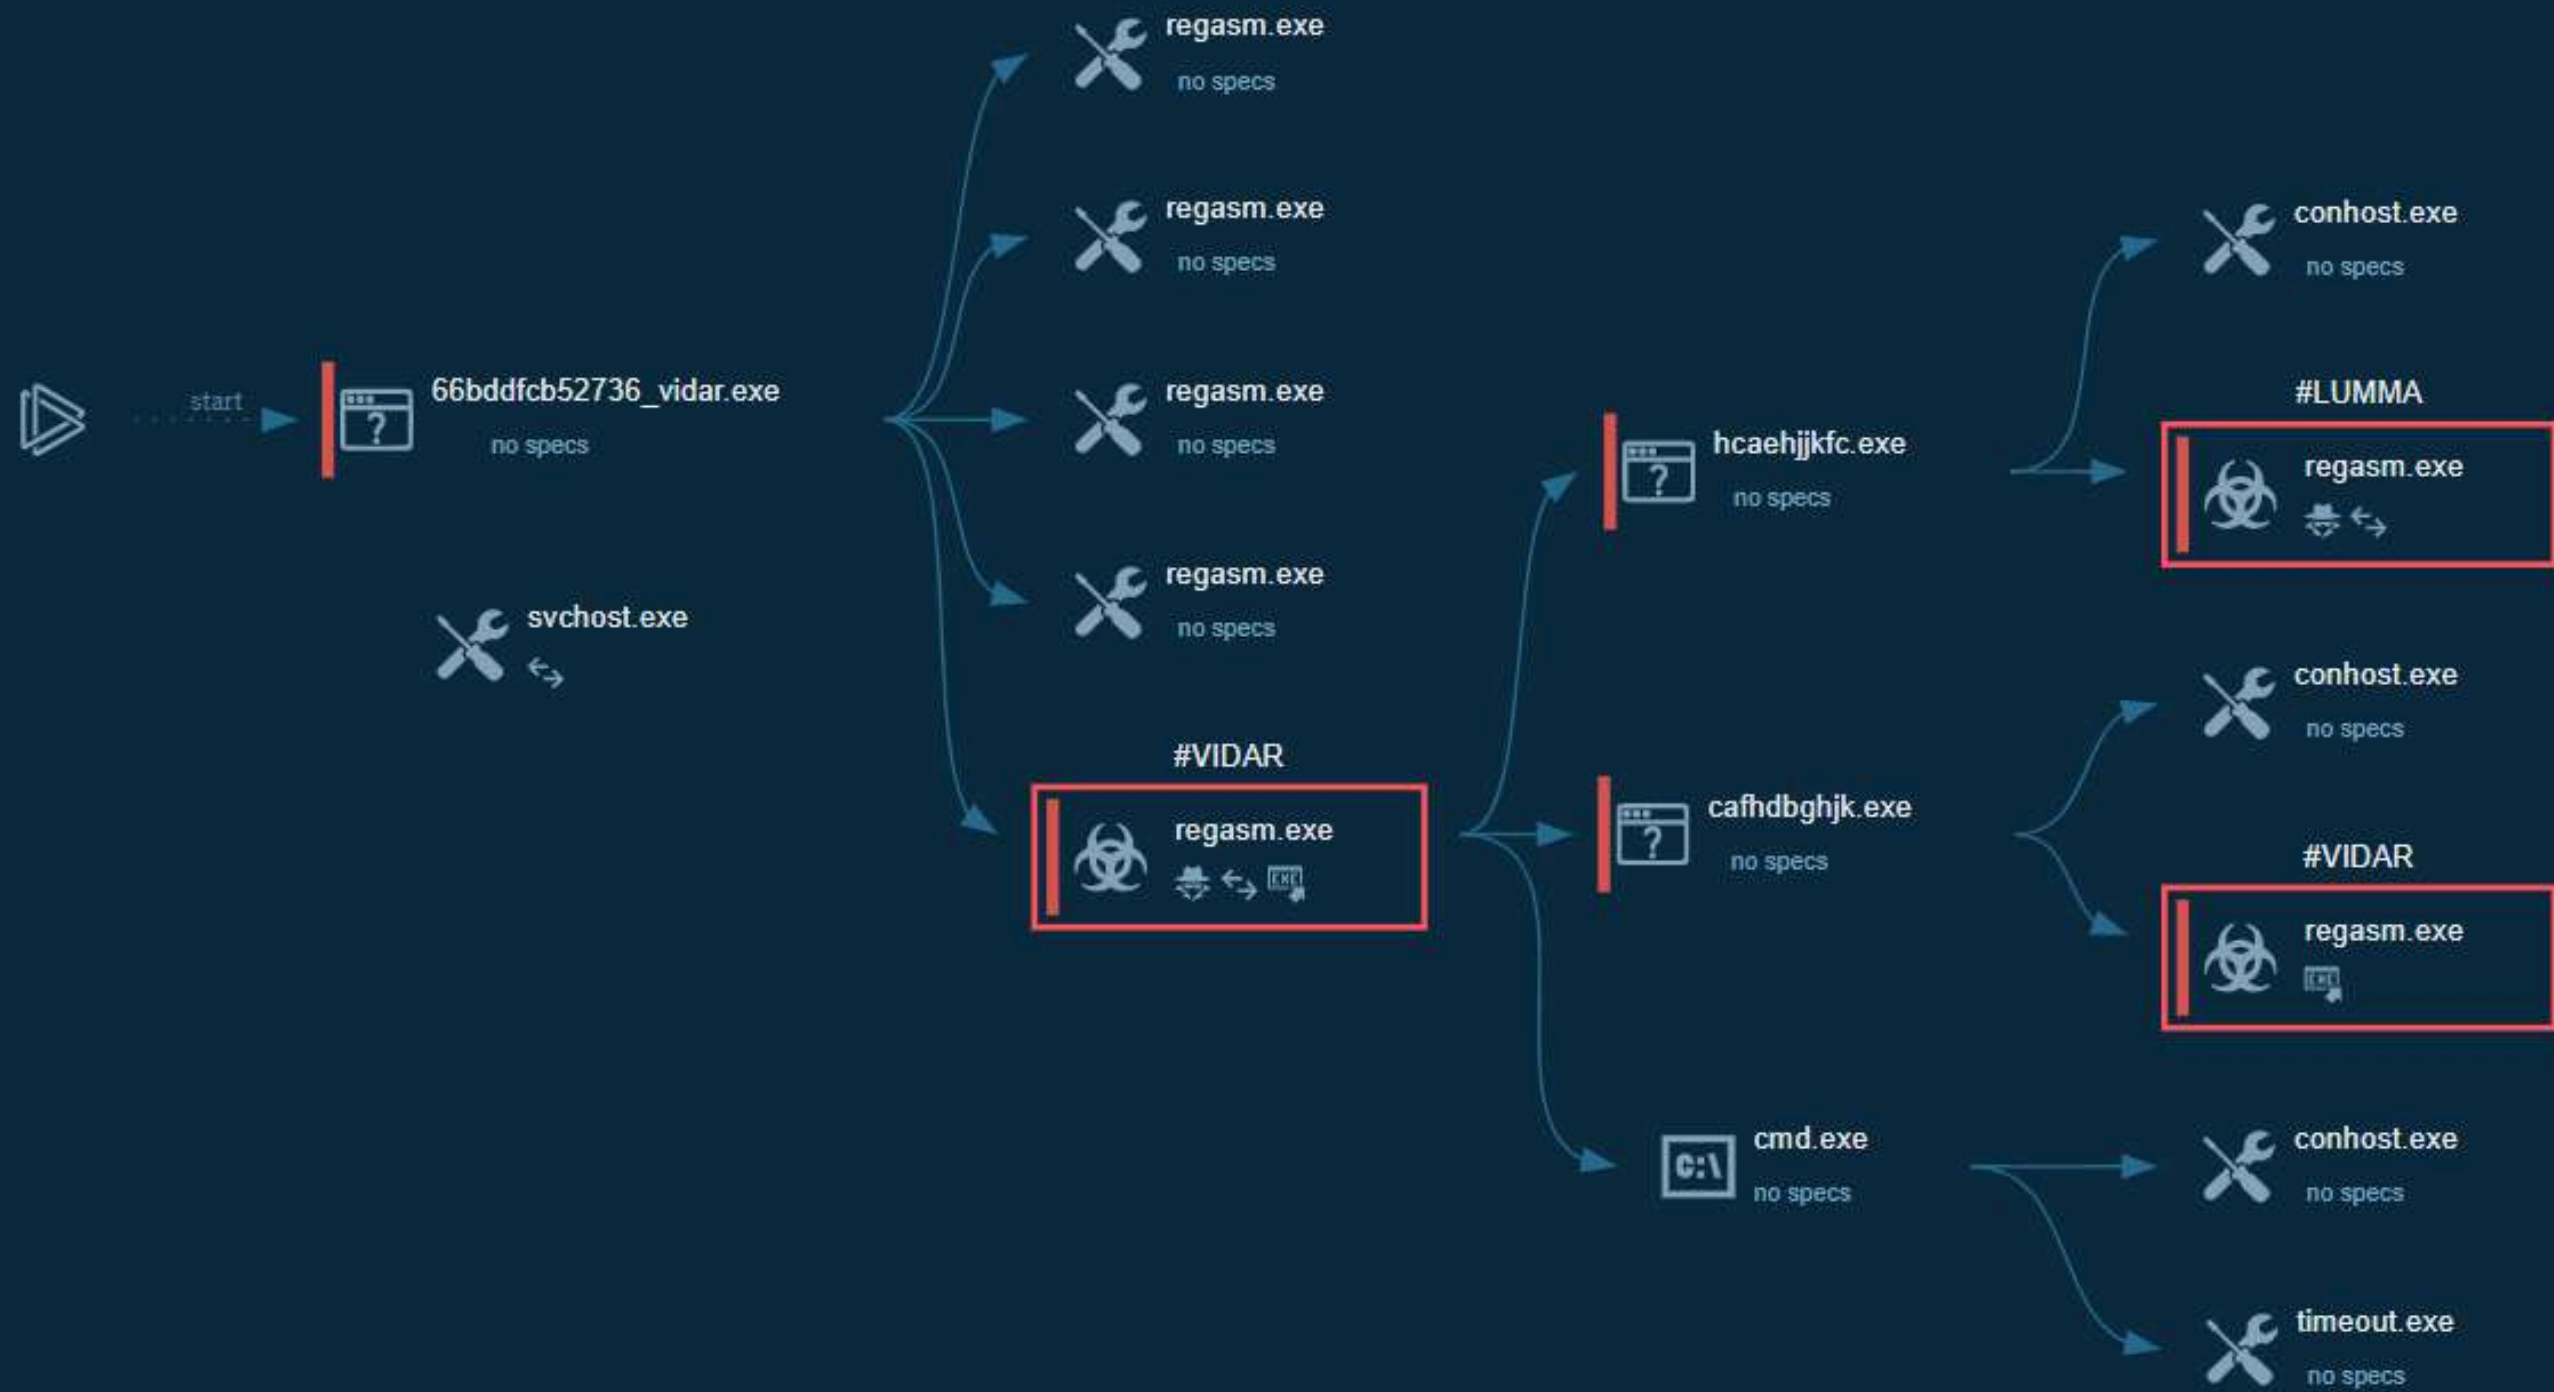 start
66bddfcb52736_vidar.exe
no specs
svchost.exe
regasm.exe
no specs
regasm.exe
no specs
regasm.exe
no specs
regasm.exe
no specs
#VIDAR
regasm.exe
EXE
hcaehjjkfc.exe
no specs
cafhdbghjk.exe
no specs
C:\
cmd.exe
no specs
conhost.exe
no specs
#LUMMA
regasm.exe
conhost.exe
no specs
#VIDAR
regasm.exe
EXE
conhost.exe
no specs
timeout.exe
no specs